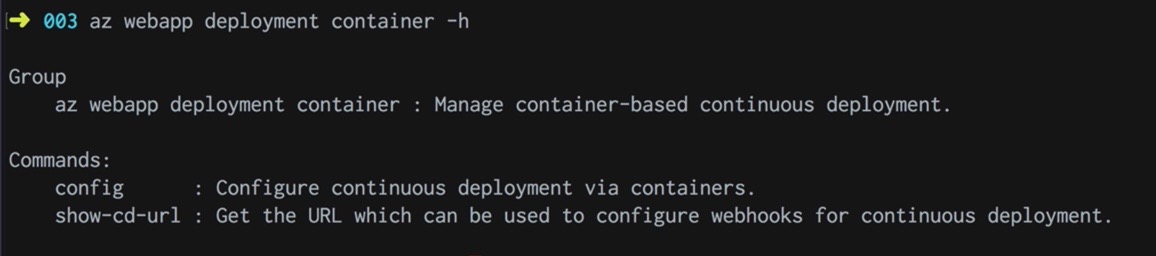 ➜ 003 az webapp deployment container -h
Group
az webapp deployment container : Manage container-based continuous deployment.
Commands:
config : Configure continuous deployment via containers.
show-cd-url : Get the URL which can be used to configure webhooks for continuous deployment.